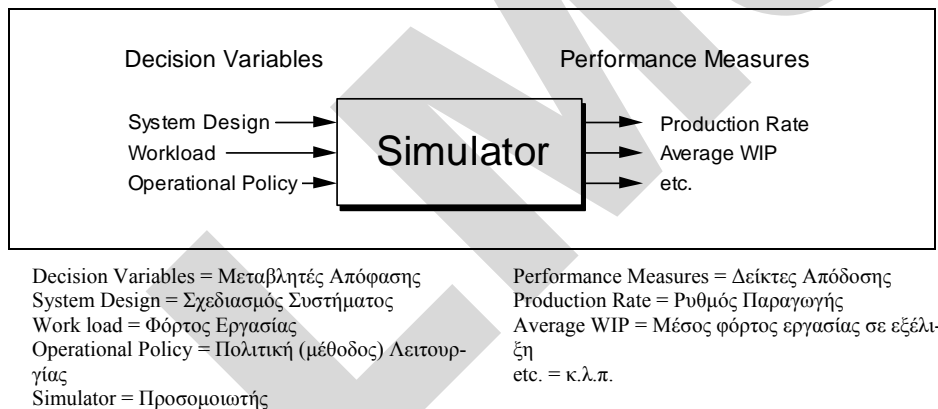 Decision Variables
Performance Measures
System Design
Workload
Operational Policy
Simulator
Production Rate
Average WIP
etc.
Decision Variables = Μεταβλητές Απόφασης
System Design = Σχεδιασμός Συστήματος
Work load = Φόρτος Εργασίας
Operational Policy = Πολιτική (μέθοδος) Λειτουρ-
γίας
Simulator = Προσομοιωτής
Performance Measures = Δείκτες Απόδοσης
Production Rate = Ρυθμός Παραγωγής
Average WIP = Μέσος φόρτος εργασίας σε εξέλι-
ξη
etc. = κ.λ.π.